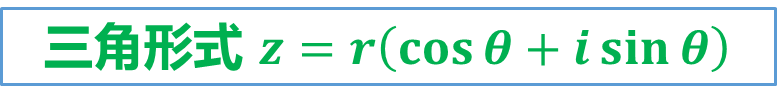 三角形式 z = r(cos θ + i sin θ)